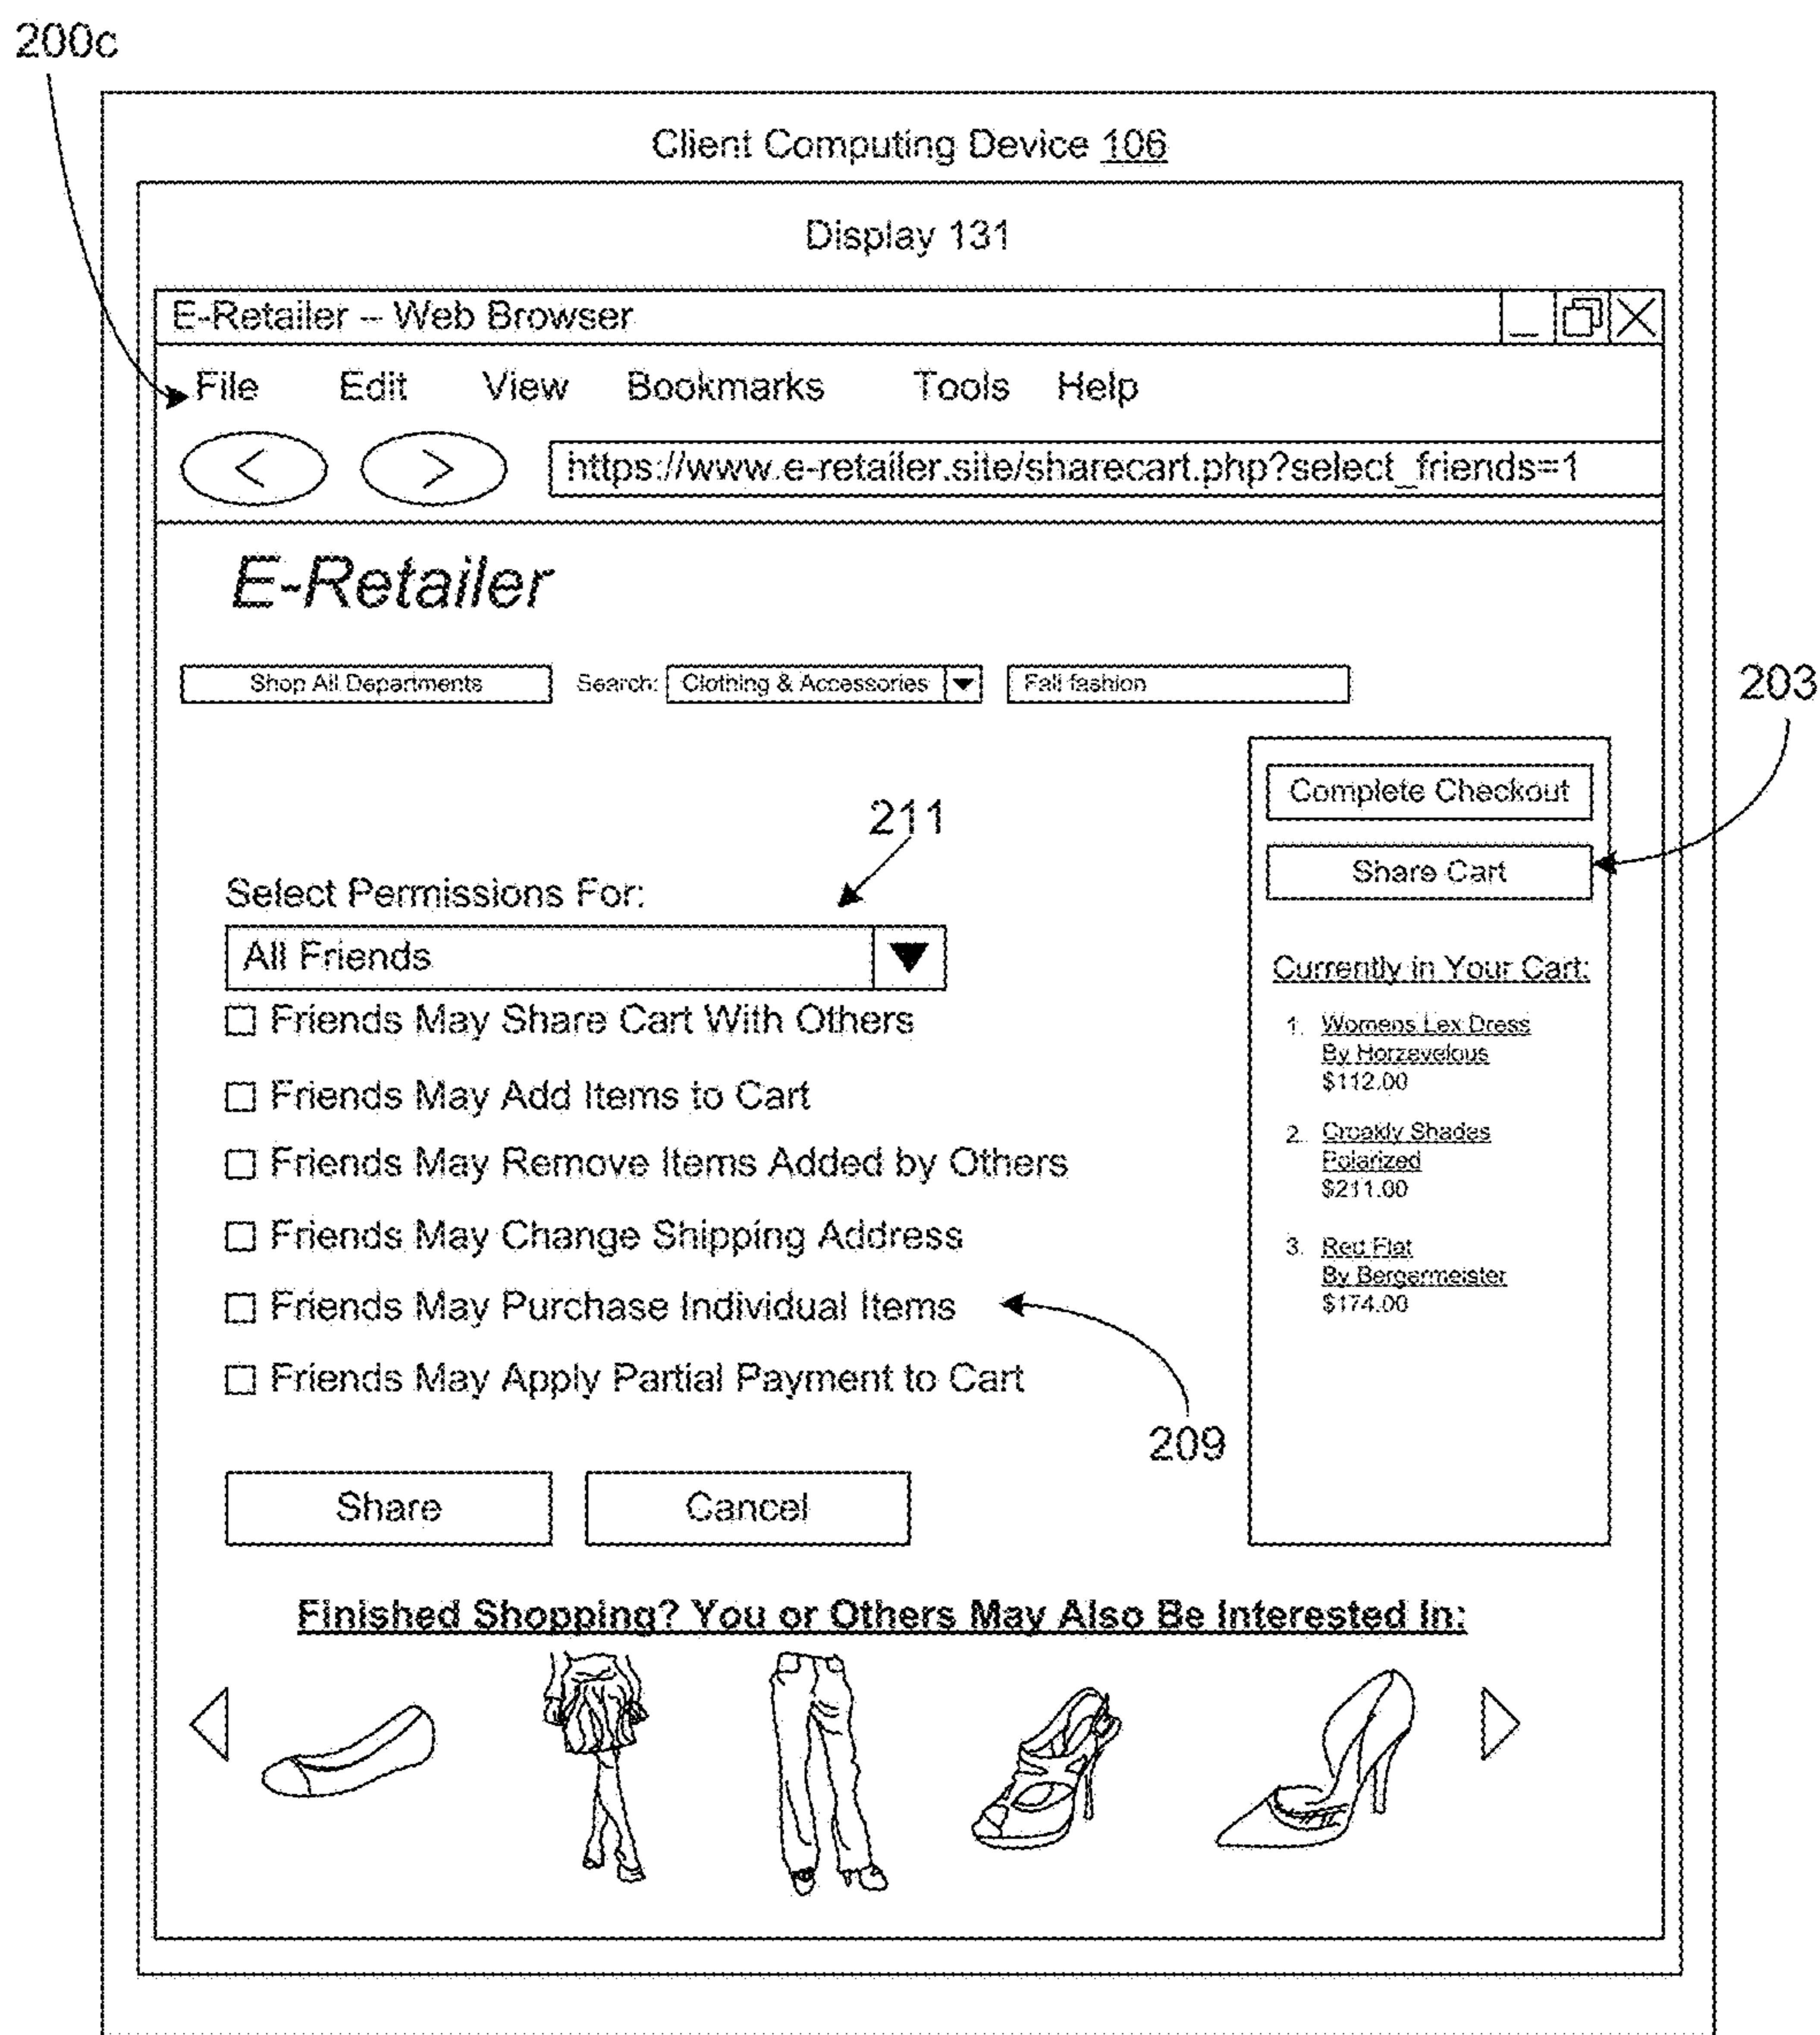 200c
Client Computing Device 106
Display 131
E-Retailer – Web Browser
File Edit View Bookmarks Tools Help
< > https://www.e-retailer.site/sharecart.php?select_friends=1
E-Retailer
Shop All Departments Search: Clothing & Accessories Fall fashion
203
Complete Checkout
Share Cart
211
Select Permissions For:
All Friends
Friends May Share Cart With Others
Friends May Add Items to Cart
Friends May Remove Items Added by Others
Friends May Change Shipping Address
Friends May Purchase Individual Items
Friends May Apply Partial Payment to Cart
209
Share Cancel
Currently in Your Cart:
1. Womens Lex Dress
By Horzevelous
$112.00
2. Croakly Shades
Polarized
$211.00
3. Red Flat
By Bergermeister
$174.00
Finished Shopping? You or Others May Also Be Interested In: